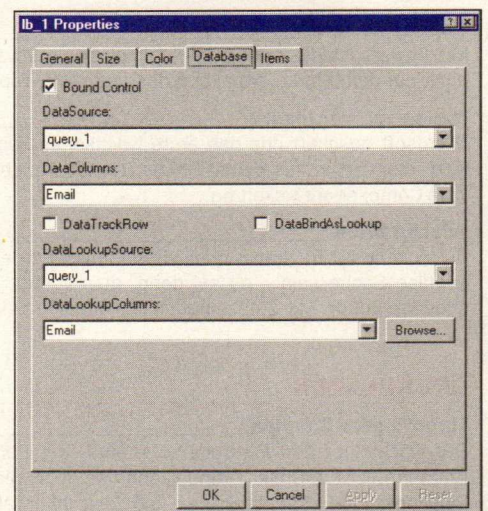 lb_1 Properties
General Size Color Database Items
Bound Control
DataSource:
query_1
DataColumns:
Email
DataTrackRow DataBindAsLookup
DataLookupSource:
query_1
DataLookupColumns:
Email Browse...
OK Cancel Apply Reset